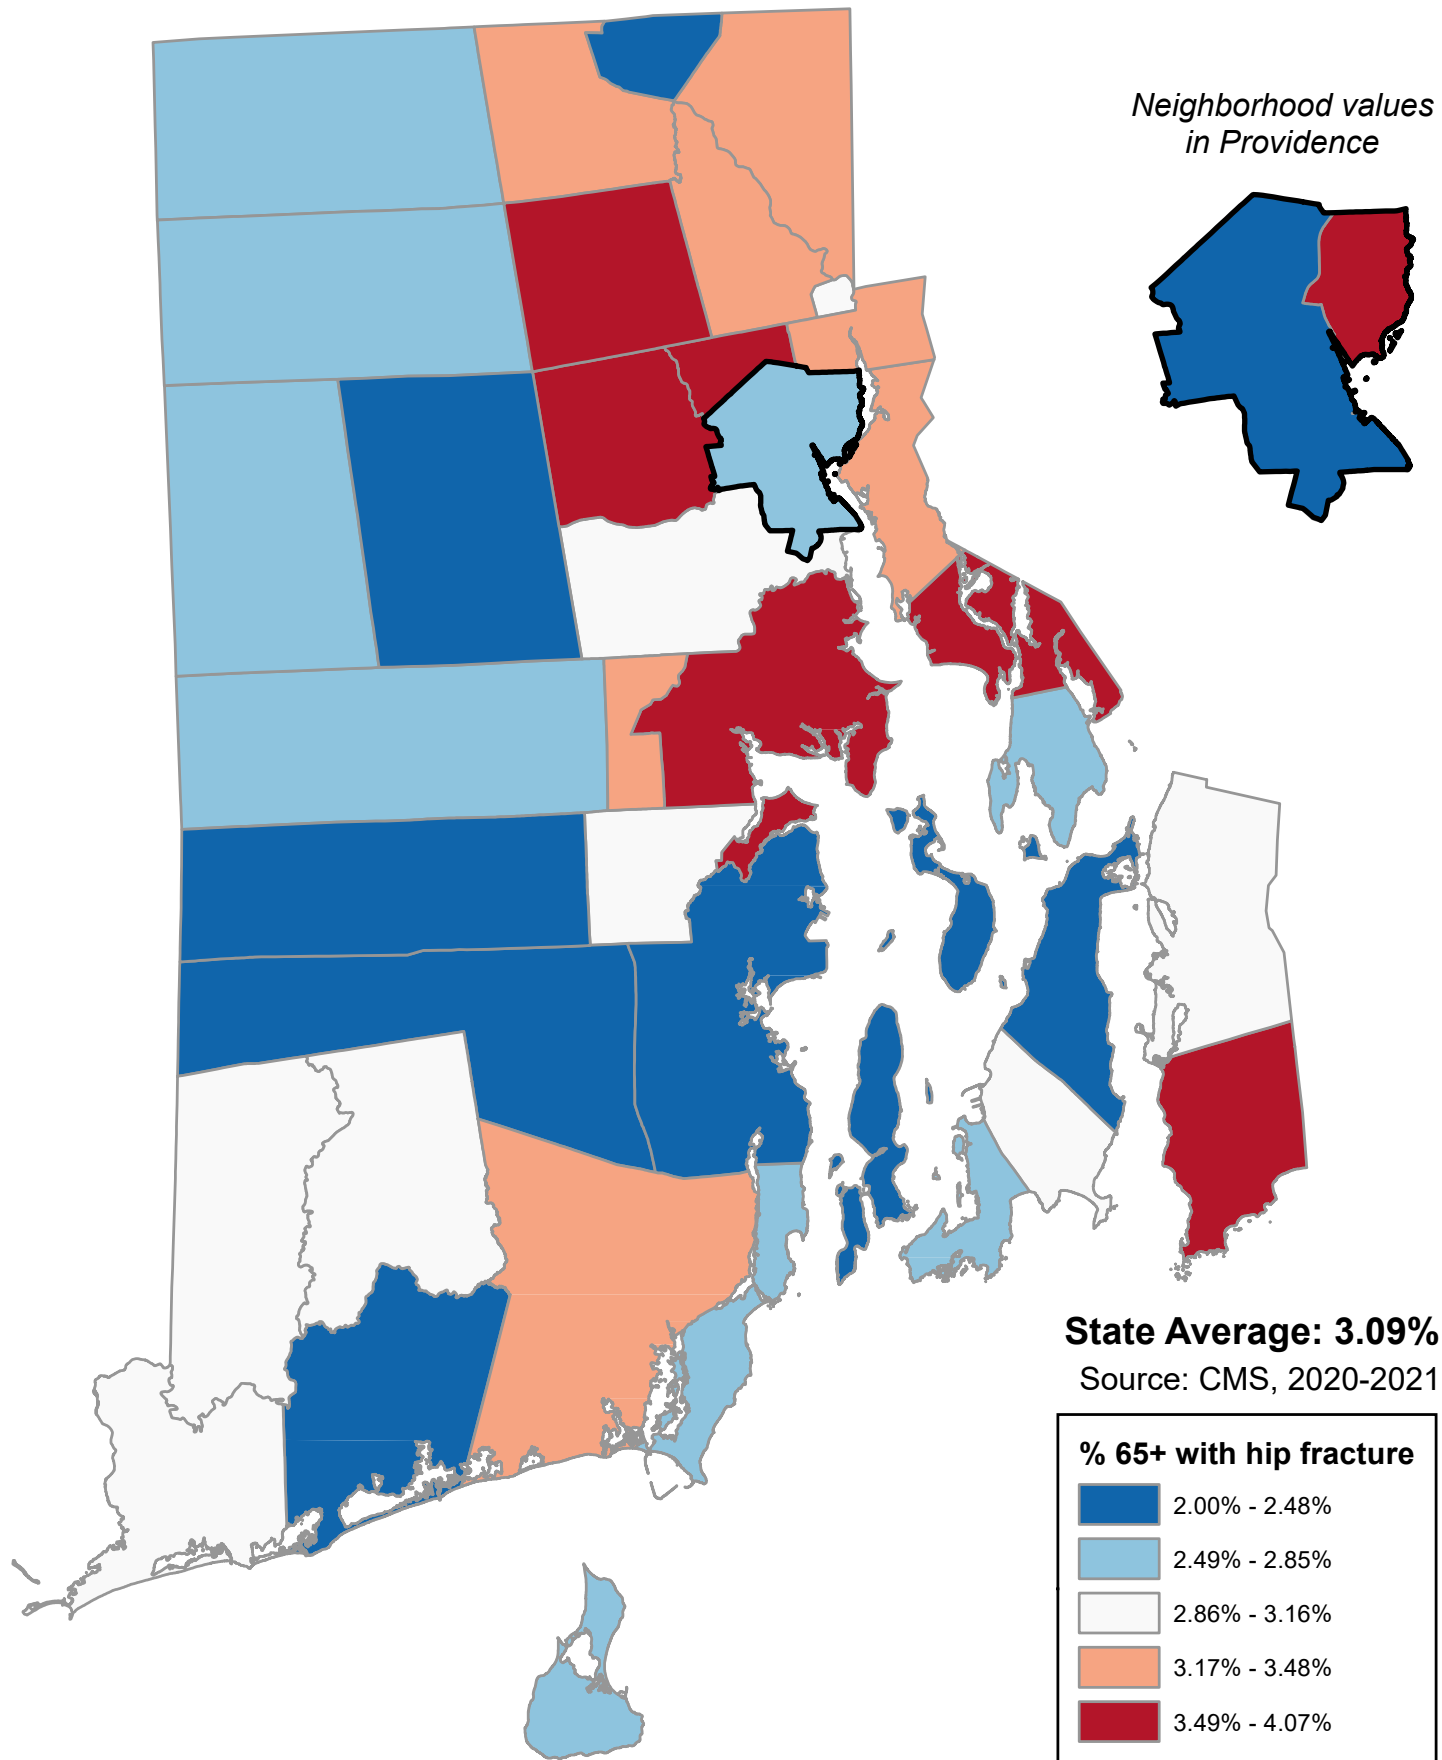 Neighborhood values
in Providence
State Average: 3.09%
Source: CMS, 2020-2021
% 65+ with hip fracture
2.00% - 2.48%
2.49% - 2.85%
2.86% - 3.16%
3.17% - 3.48%
3.49% - 4.07%